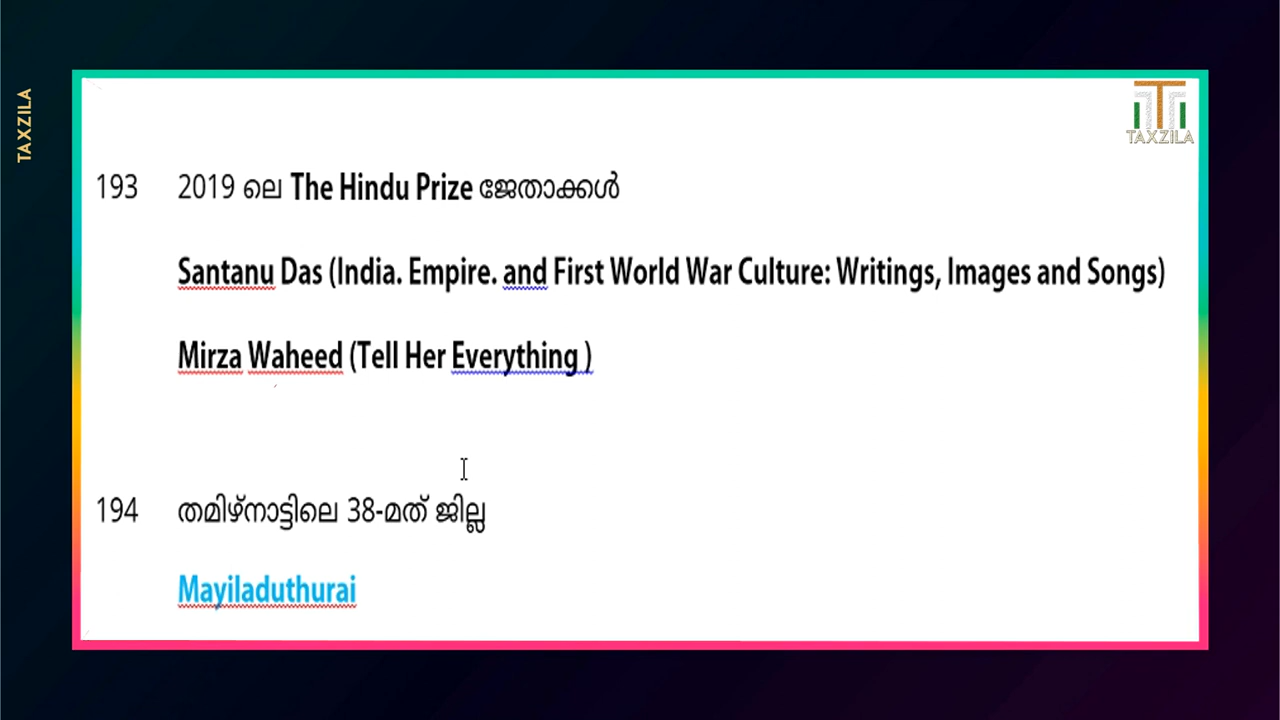 TAXZILA
TAXZILA
193 2019 ലെ The Hindu Prize ജേതാക്കൾ
Santanu Das (India. Empire. and First World War Culture: Writings, Images and Songs)
Mirza Waheed (Tell Her Everything )
194 തമിഴ്നാട്ടിലെ 38-മത് ജില്ല
Mayiladuthurai